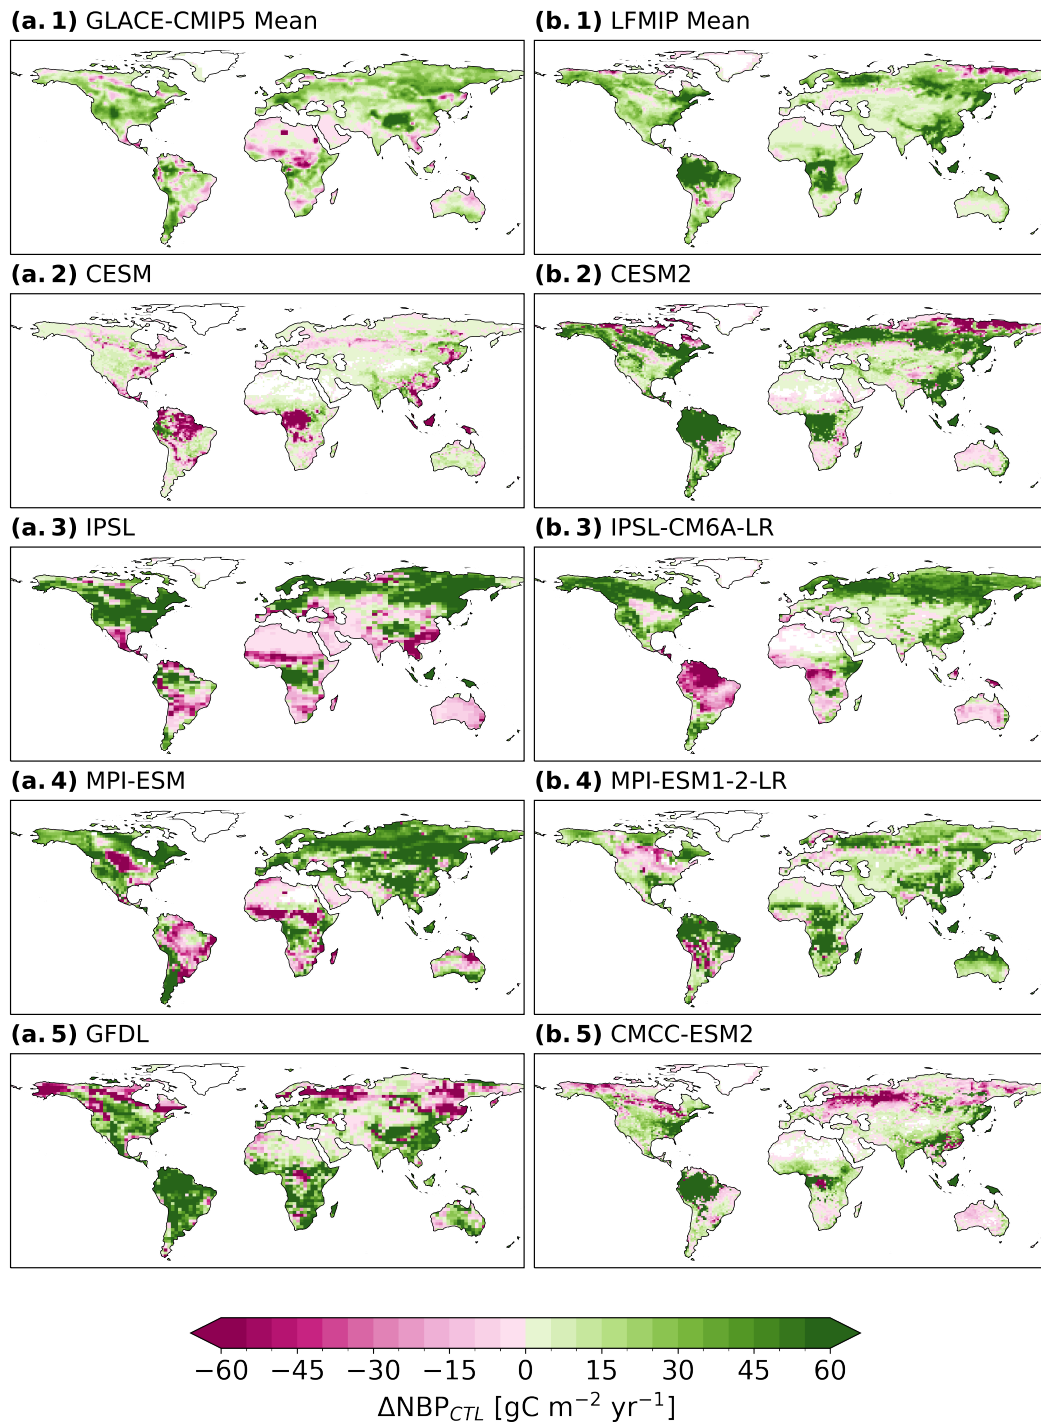 (a. 1) GLACE-CMIP5 Mean
(b. 1) LFMIP Mean
(a. 2) CESM
(b. 2) CESM2
(a. 3) IPSL
(b. 3) IPSL-CM6A-LR
(a. 4) MPI-ESM
(b. 4) MPI-ESM1-2-LR
(a. 5) GFDL
(b. 5) CMCC-ESM2
−60 −45 −30 −15 0 15 30 45 60
ΔNBP_CTL [gC m⁻² yr⁻¹]